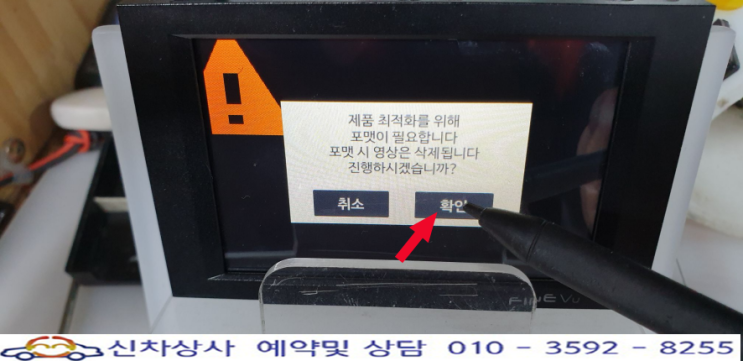 제품 최적화를 위해
포맷이 필요합니다
포맷 시 영상은 삭제됩니다
진행하시겠습니까?
취소 확인
FINEVu
신차상사 예약및 상담 010 - 3592 - 8255